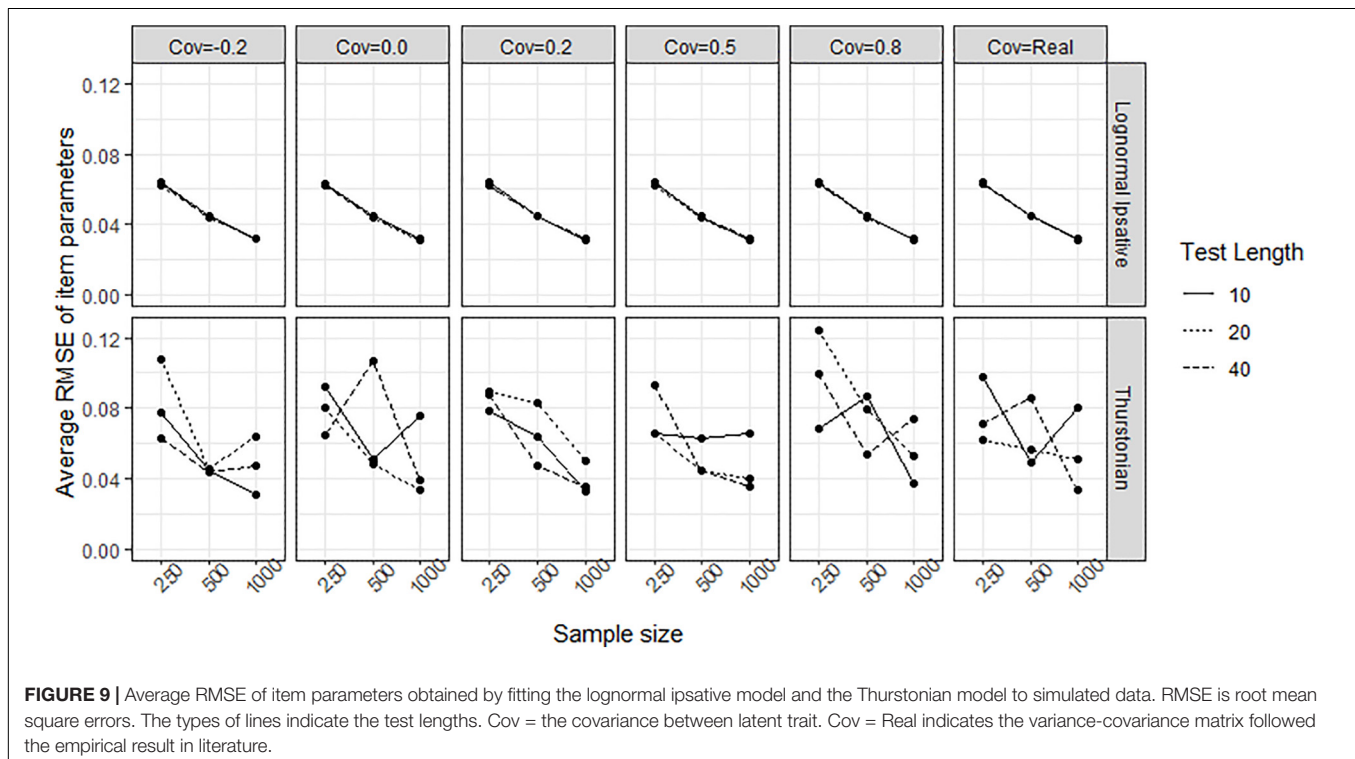 Cov=-0.2 Cov=0.0 Cov=0.2 Cov=0.5 Cov=0.8 Cov=Real
Average RMSE of item parameters
0.12
0.08
0.04
0.00
Lognormal Ipsative
0.12
0.08
0.04
0.00
Thurstonian
250 500 1000 250 500 1000 250 500 1000 250 500 1000 250 500 1000 250 500 1000
Sample size
Test Length
10
20
40
FIGURE 9 | Average RMSE of item parameters obtained by fitting the lognormal ipsative model and the Thurstonian model to simulated data. RMSE is root mean
square errors. The types of lines indicate the test lengths. Cov = the covariance between latent trait. Cov = Real indicates the variance-covariance matrix followed
the empirical result in literature.